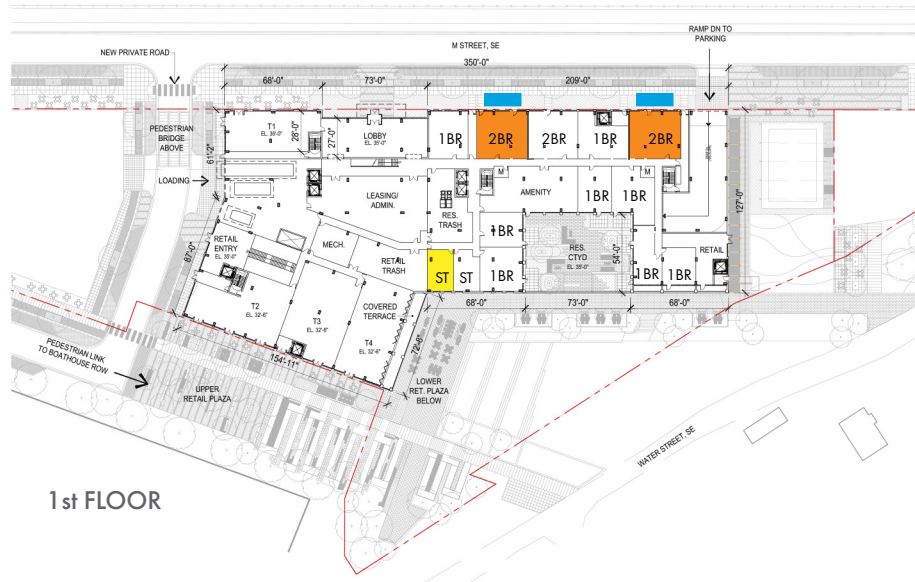 RAMP DN TO
PARKING
M STREET, SE
NEW PRIVATE ROAD
350'-0"
68'-0"
73'-0"
209'-0"
PEDESTRIAN
BRIDGE
ABOVE
61'-2"
T1
EL. 35'-0"
28'-0"
27'-0"
LOBBY
EL. 35'-0"
1BR
2BR
2BR
1BR
2BR
LOADING
LEASING/
ADMIN.
M
AMENITY
1BR
1BR
M
127'-0"
RES.
TRASH
RETAIL
ENTRY
EL. 35'-0"
87'-0"
MECH.
RETAIL
TRASH
1BR
RES.
CTYD
EL. 35'-0"
54'-0"
RETAIL
ST
ST
1BR
1BR
1BR
T2
EL. 32'-6"
T3
EL. 32'-6"
COVERED
TERRACE
T4
EL. 32'-6"
68'-0"
73'-0"
68'-0"
72'-8"
154'-11"
PEDESTRIAN LINK
TO BOATHOUSE ROW
UPPER
RETAIL PLAZA
LOWER
RET. PLAZA
BELOW
WATER STREET, SE
1st FLOOR